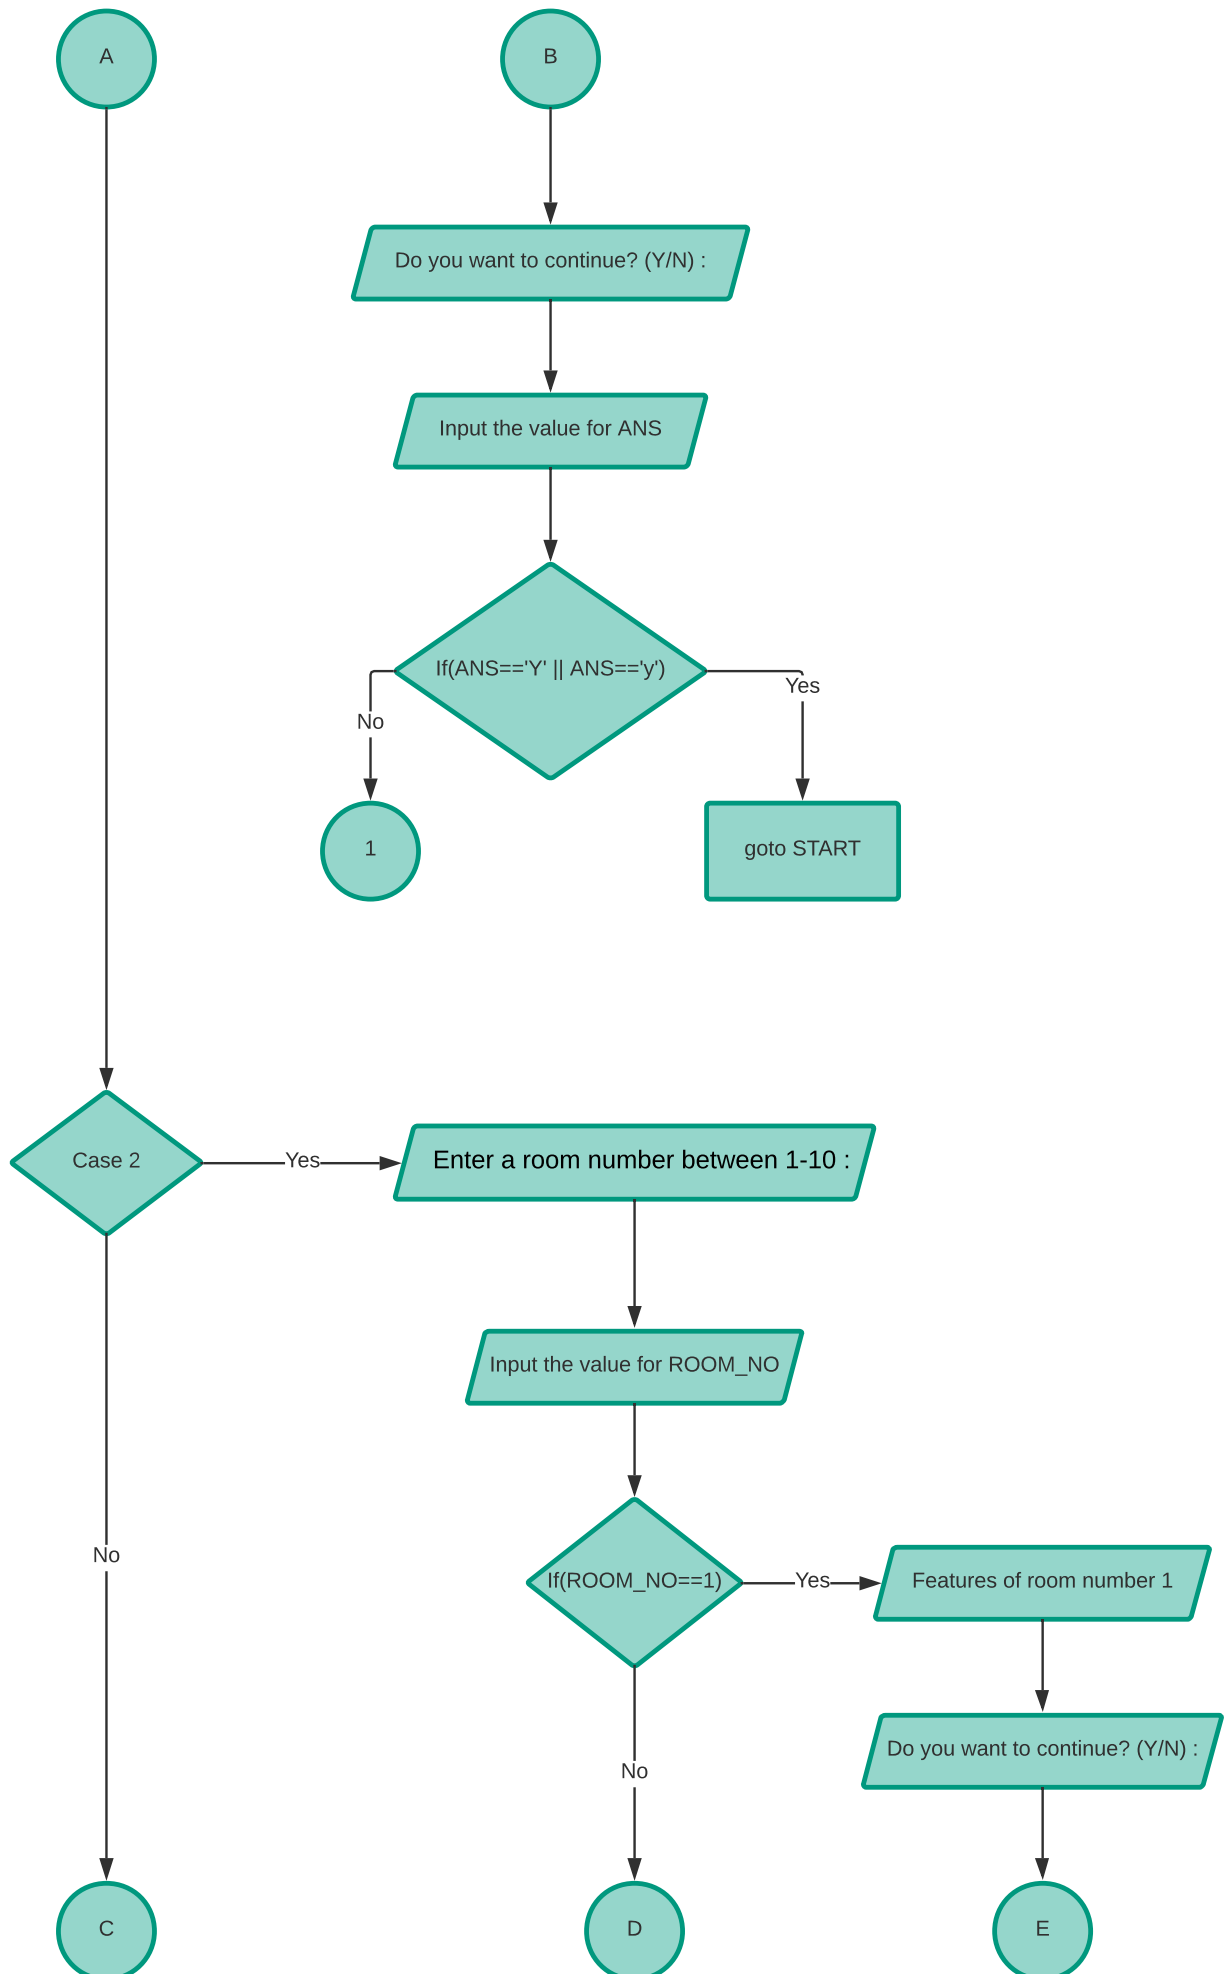 A
B
Do you want to continue? (Y/N) :
Input the value for ANS
If(ANS=='Y' || ANS=='y')
Yes
No
1
goto START
Case 2
Yes
Enter a room number between 1-10 :
Input the value for ROOM_NO
No
If(ROOM_NO==1)
Yes
Features of room number 1
Do you want to continue? (Y/N) :
No
C
D
E